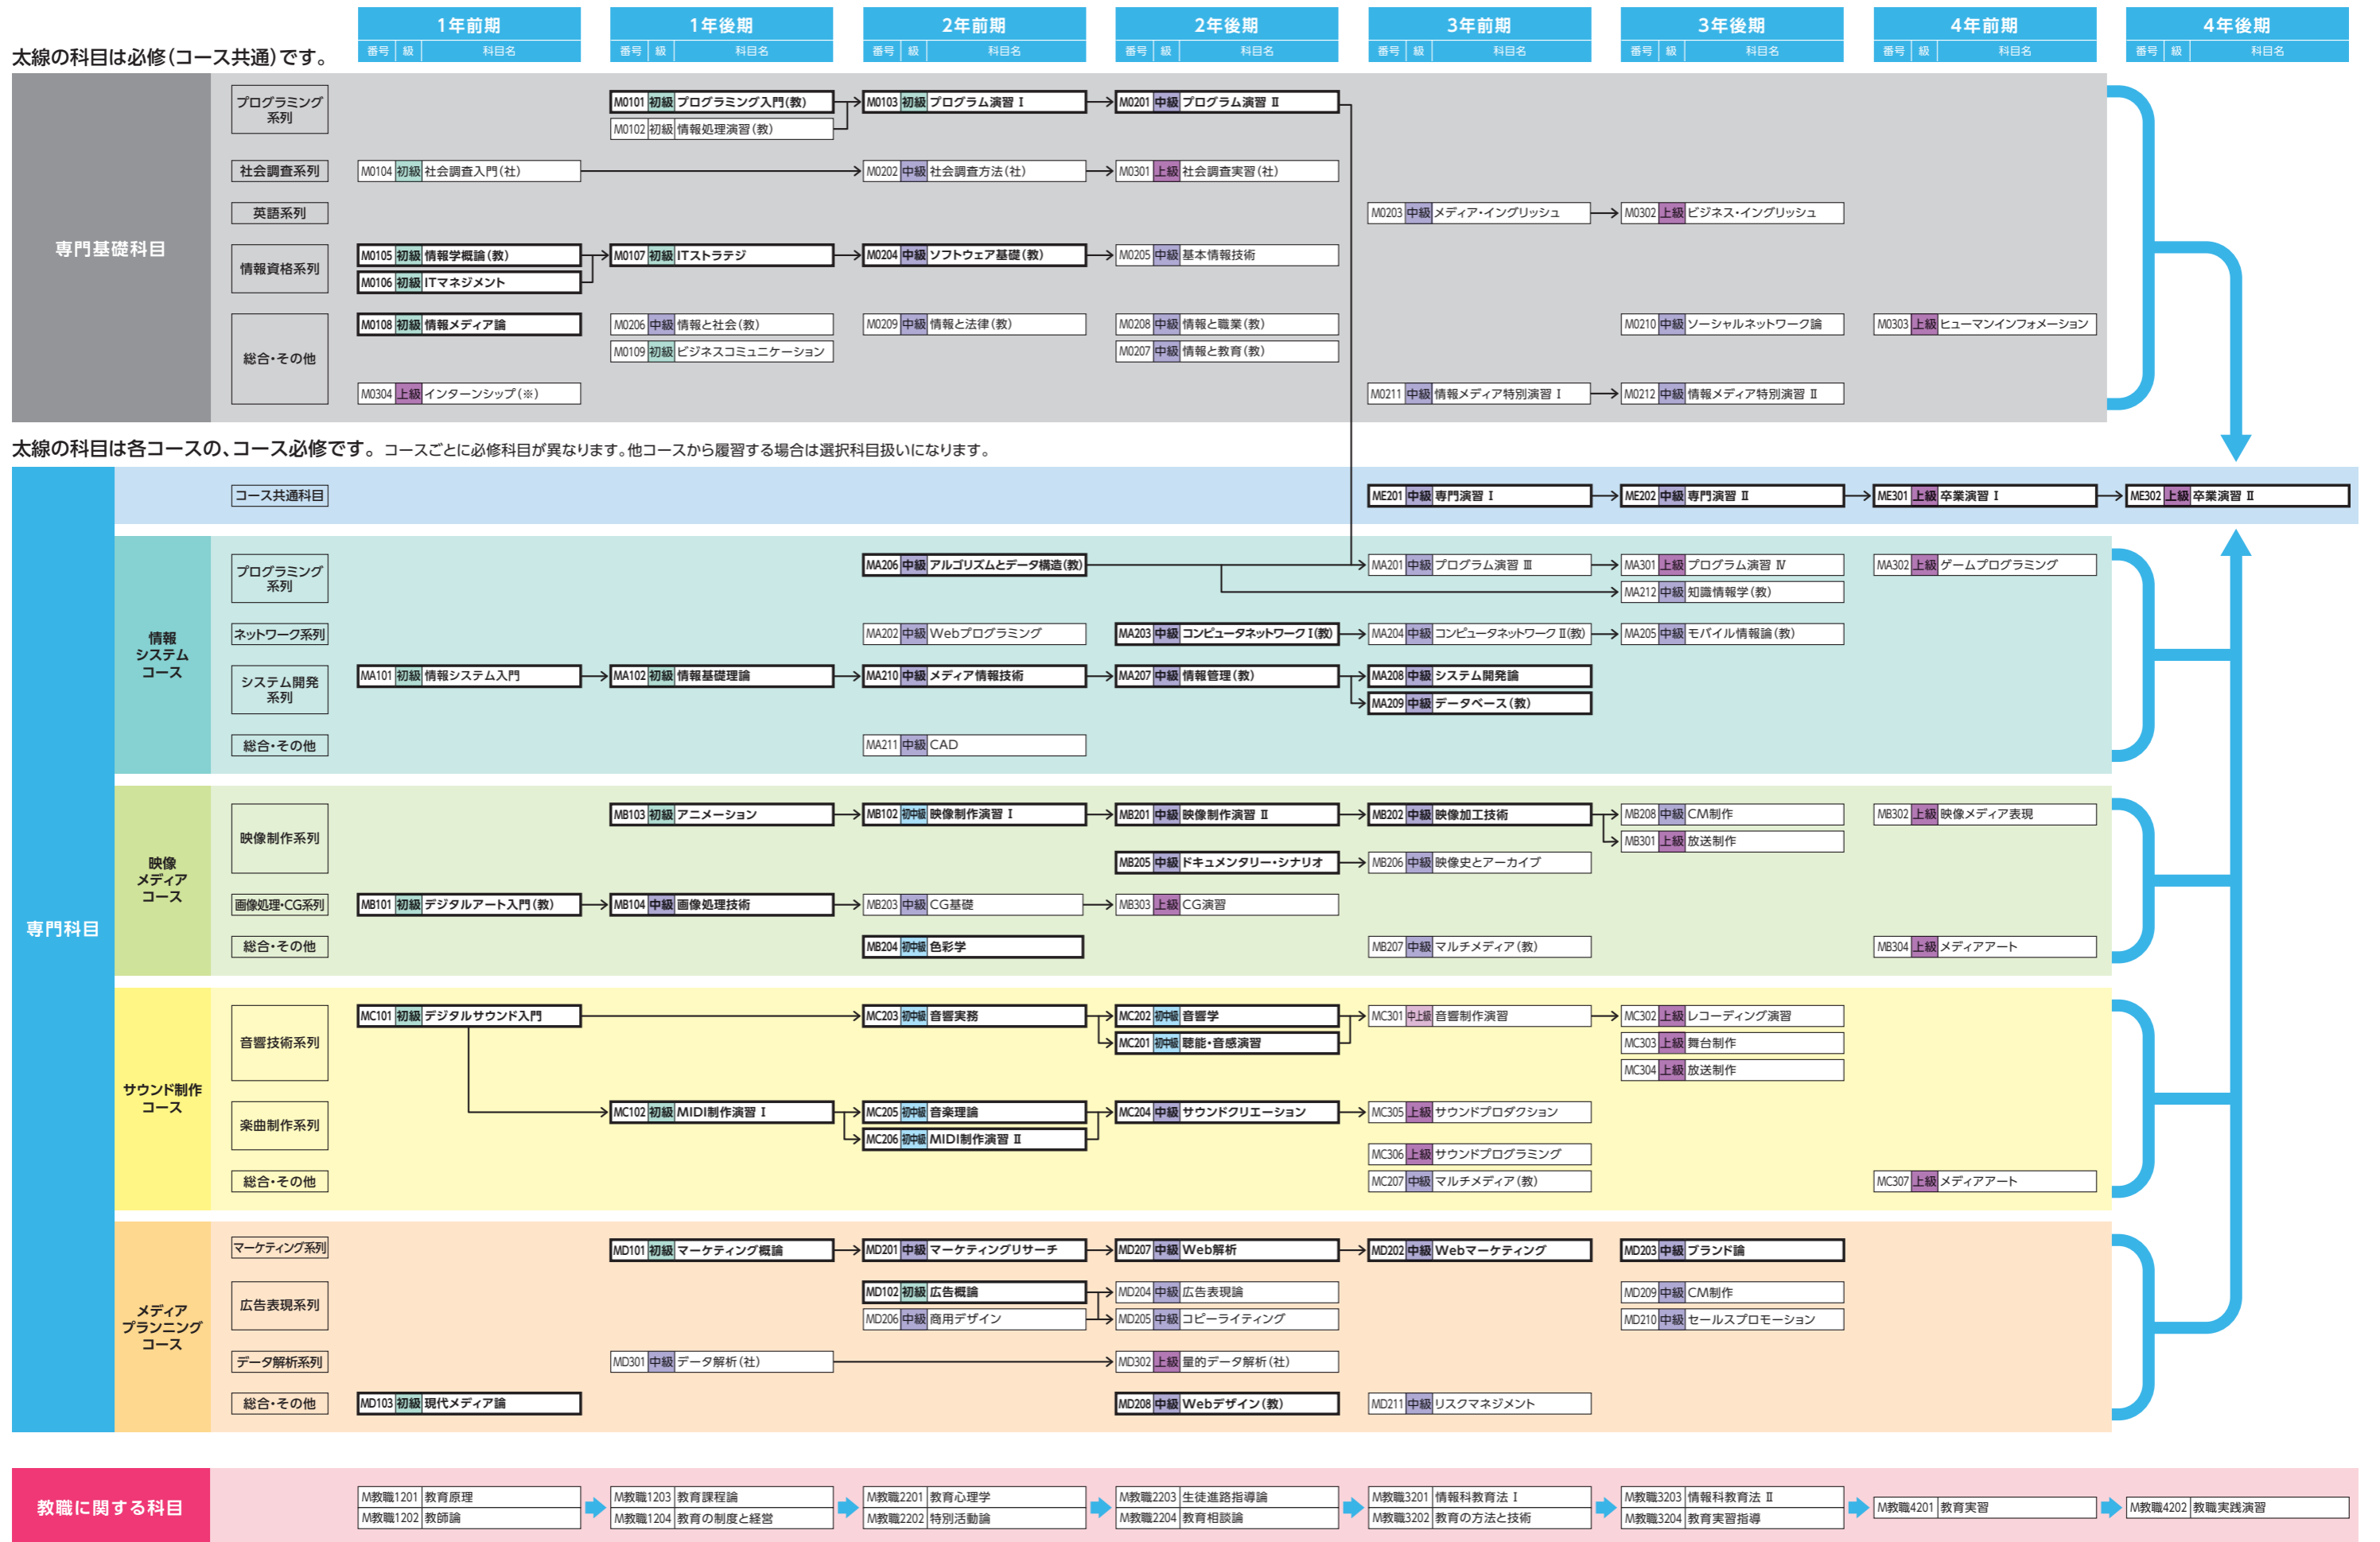 1年前期 1年後期 2年前期 2年後期 3年前期 3年後期 4年前期 4年後期
番号 級 科目名 番号 級 科目名 番号 級 科目名 番号 級 科目名 番号 級 科目名 番号 級 科目名 番号 級 科目名 番号 級 科目名
太線の科目は必修(コース共通)です。
専門基礎科目
プログラミング
系列
M0101 初級 プログラミング入門(教) M0103 初級 プログラム演習 Ⅰ M0201 中級 プログラム演習 Ⅱ
M0102 初級 情報処理演習(教)
社会調査系列 M0104 初級 社会調査入門(社) M0202 中級 社会調査方法(社) M0301 上級 社会調査実習(社)
英語系列 M0203 中級 メディア・イングリッシュ M0302 上級 ビジネス・イングリッシュ
情報資格系列
M0105 初級 情報学概論(教) M0107 初級 ITストラテジ M0204 中級 ソフトウェア基礎(教) M0205 中級 基本情報技術
M0106 初級 ITマネジメント
総合・その他
M0108 初級 情報メディア論 M0206 中級 情報と社会(教) M0209 中級 情報と法律(教) M0208 中級 情報と職業(教) M0210 中級 ソーシャルネットワーク論 M0303 上級 ヒューマンインフォメーション
M0109 初級 ビジネスコミュニケーション M0207 中級 情報と教育(教)
M0304 上級 インターンシップ(※) M0211 中級 情報メディア特別演習 Ⅰ M0212 中級 情報メディア特別演習 Ⅱ
太線の科目は各コースの、コース必修です。コースごとに必修科目が異なります。他コースから履習する場合は選択科目扱いになります。
専門科目
コース共通科目 ME201 中級 専門演習 Ⅰ ME202 中級 専門演習 Ⅱ ME301 上級 卒業演習 Ⅰ ME302 上級 卒業演習 Ⅱ
情報
システム
コース
プログラミング
系列
MA206 中級 アルゴリズムとデータ構造(教) MA201 中級 プログラム演習 Ⅲ MA301 上級 プログラム演習 Ⅳ MA302 上級 ゲームプログラミング
MA212 中級 知識情報学(教)
ネットワーク系列 MA202 中級 Webプログラミング MA203 中級 コンピュータネットワーク Ⅰ(教) MA204 中級 コンピュータネットワーク Ⅱ(教) MA205 中級 モバイル情報論(教)
システム開発
系列
MA101 初級 情報システム入門 MA102 初級 情報基礎理論 MA210 中級 メディア情報技術 MA207 中級 情報管理(教) MA208 中級 システム開発論
MA209 中級 データベース(教)
総合・その他 MA211 中級 CAD
映像
メディア
コース
映像制作系列
MB103 初級 アニメーション MB102 初中級 映像制作演習 Ⅰ MB201 中級 映像制作演習 Ⅱ MB202 中級 映像加工技術 MB208 中級 CM制作 MB302 上級 映像メディア表現
MB301 上級 放送制作
MB205 中級 ドキュメンタリー・シナリオ MB206 中級 映像史とアーカイブ
画像処理・CG系列 MB101 初級 デジタルアート入門(教) MB104 中級 画像処理技術 MB203 中級 CG基礎 MB303 上級 CG演習
総合・その他 MB204 初中級 色彩学 MB207 中級 マルチメディア(教) MB304 上級 メディアアート
サウンド制作
コース
音響技術系列
MC101 初級 デジタルサウンド入門 MC203 初中級 音響実務 MC202 初中級 音響学 MC301 中上級 音響制作演習 MC302 上級 レコーディング演習
MC201 初中級 聴能・音感演習 MC303 上級 舞台制作
MC304 上級 放送制作
楽曲制作系列
MC102 初級 MIDI制作演習 Ⅰ MC205 初中級 音楽理論 MC204 中級 サウンドクリエーション MC305 上級 サウンドプロダクション
MC206 初中級 MIDI制作演習 Ⅱ
MC306 上級 サウンドプログラミング
総合・その他 MC207 中級 マルチメディア(教) MC307 上級 メディアアート
メディア
プランニング
コース
マーケティング系列 MD101 初級 マーケティング概論 MD201 中級 マーケティングリサーチ MD207 中級 Web解析 MD202 中級 Webマーケティング MD203 中級 ブランド論
広告表現系列
MD102 初級 広告概論 MD204 中級 広告表現論 MD209 中級 CM制作
MD206 中級 商用デザイン MD205 中級 コピーライティング MD210 中級 セールスプロモーション
データ解析系列 MD301 中級 データ解析(社) MD302 上級 量的データ解析(社)
総合・その他 MD103 初級 現代メディア論 MD208 中級 Webデザイン(教) MD211 中級 リスクマネジメント
教職に関する科目
M教職1201 教育原理 M教職1203 教育課程論 M教職2201 教育心理学 M教職2203 生徒進路指導論 M教職3201 情報科教育法 Ⅰ M教職3203 情報科教育法 Ⅱ M教職4201 教育実習 M教職4202 教職実践演習
M教職1202 教師論 M教職1204 教育の制度と経営 M教職2202 特別活動論 M教職2204 教育相談論 M教職3202 教育の方法と技術 M教職3204 教育実習指導